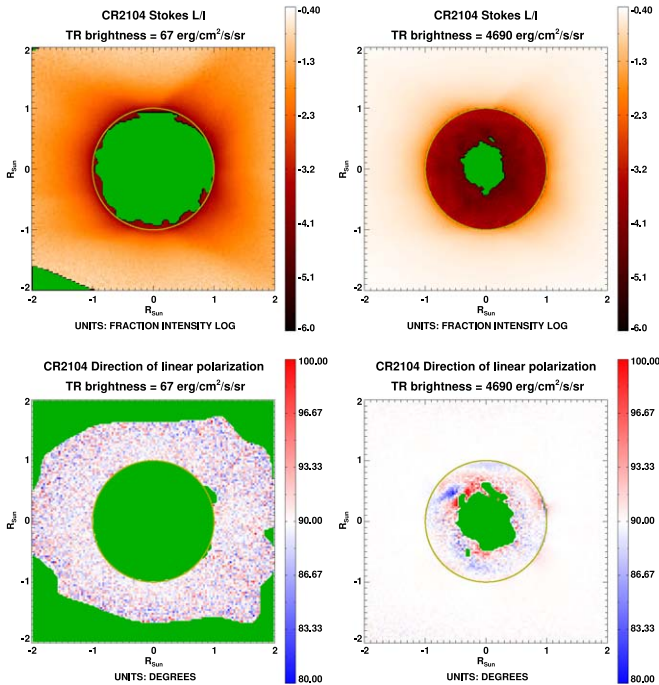 CR2104 Stokes L/I
TR brightness = 67 erg/cm²/s/sr
2
1
0
-1
-2
R_Sun
-2 -1 0 1 2
R_Sun
UNITS: FRACTION INTENSITY LOG
-0.40
-1.3
-2.3
-3.2
-4.1
-5.1
-6.0
CR2104 Stokes L/I
TR brightness = 4690 erg/cm²/s/sr
2
1
0
-1
-2
R_Sun
-2 -1 0 1 2
R_Sun
UNITS: FRACTION INTENSITY LOG
-0.40
-1.3
-2.3
-3.2
-4.1
-5.1
-6.0
CR2104 Direction of linear polarization
TR brightness = 67 erg/cm²/s/sr
2
1
0
-1
-2
R_Sun
-2 -1 0 1 2
R_Sun
UNITS: DEGREES
100.00
96.67
93.33
90.00
86.67
83.33
80.00
CR2104 Direction of linear polarization
TR brightness = 4690 erg/cm²/s/sr
2
1
0
-1
-2
R_Sun
-2 -1 0 1 2
R_Sun
UNITS: DEGREES
100.00
96.67
93.33
90.00
86.67
83.33
80.00